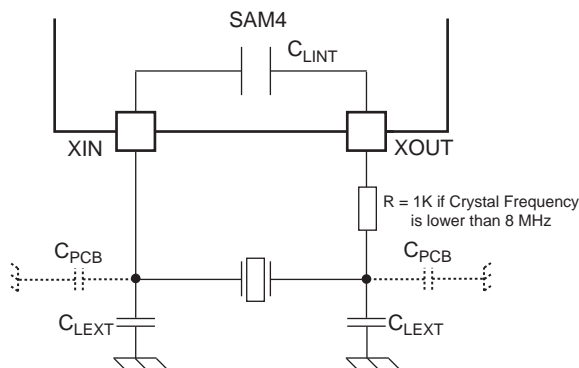 SAM4
CLINT
XIN
XOUT
R = 1K if Crystal Frequency
is lower than 8 MHz
CPCB
CPCB
CLEXT
CLEXT